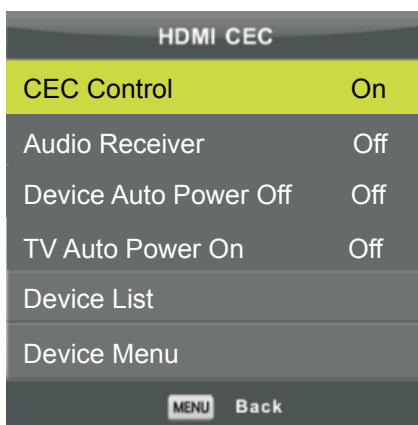 HDMI CEC
CEC Control On
Audio Receiver Off
Device Auto Power Off Off
TV Auto Power On Off
Device List
Device Menu
MENU Back